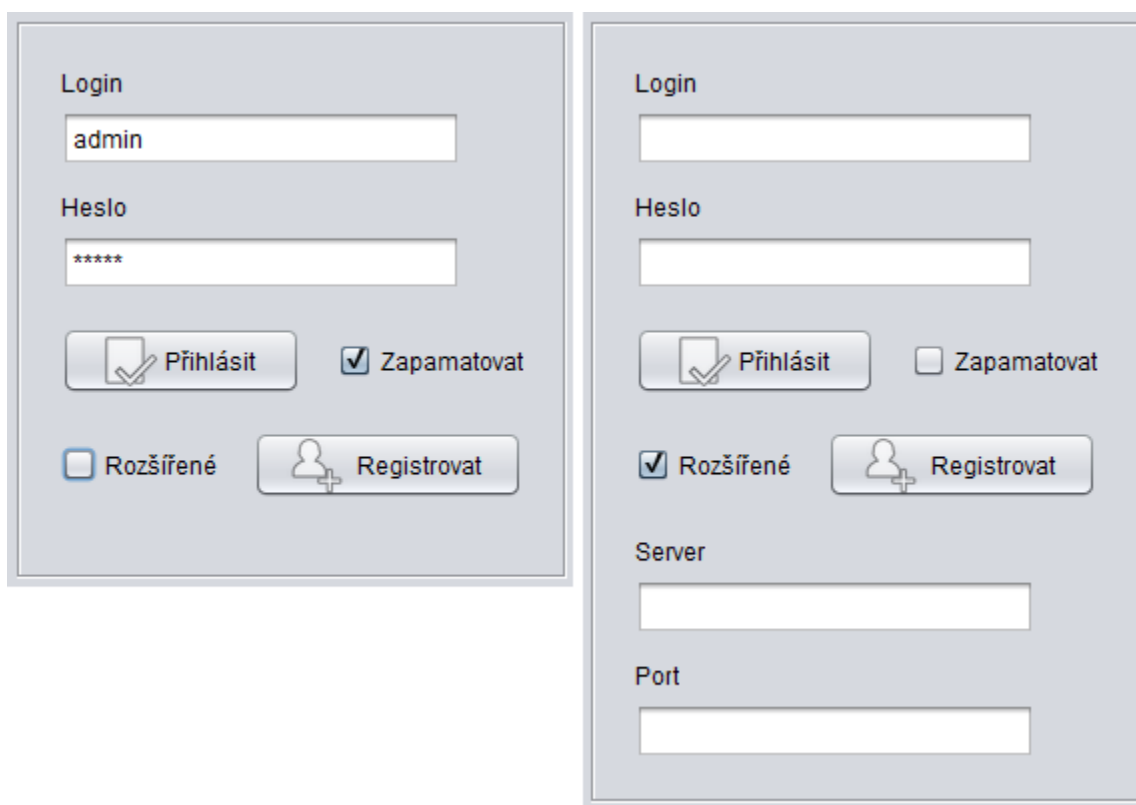 Login
admin
Heslo
*****
Přihlásit
Zapamatovat
Rozšířené
Registrovat
Login
Heslo
Přihlásit
Zapamatovat
Rozšířené
Registrovat
Server
Port